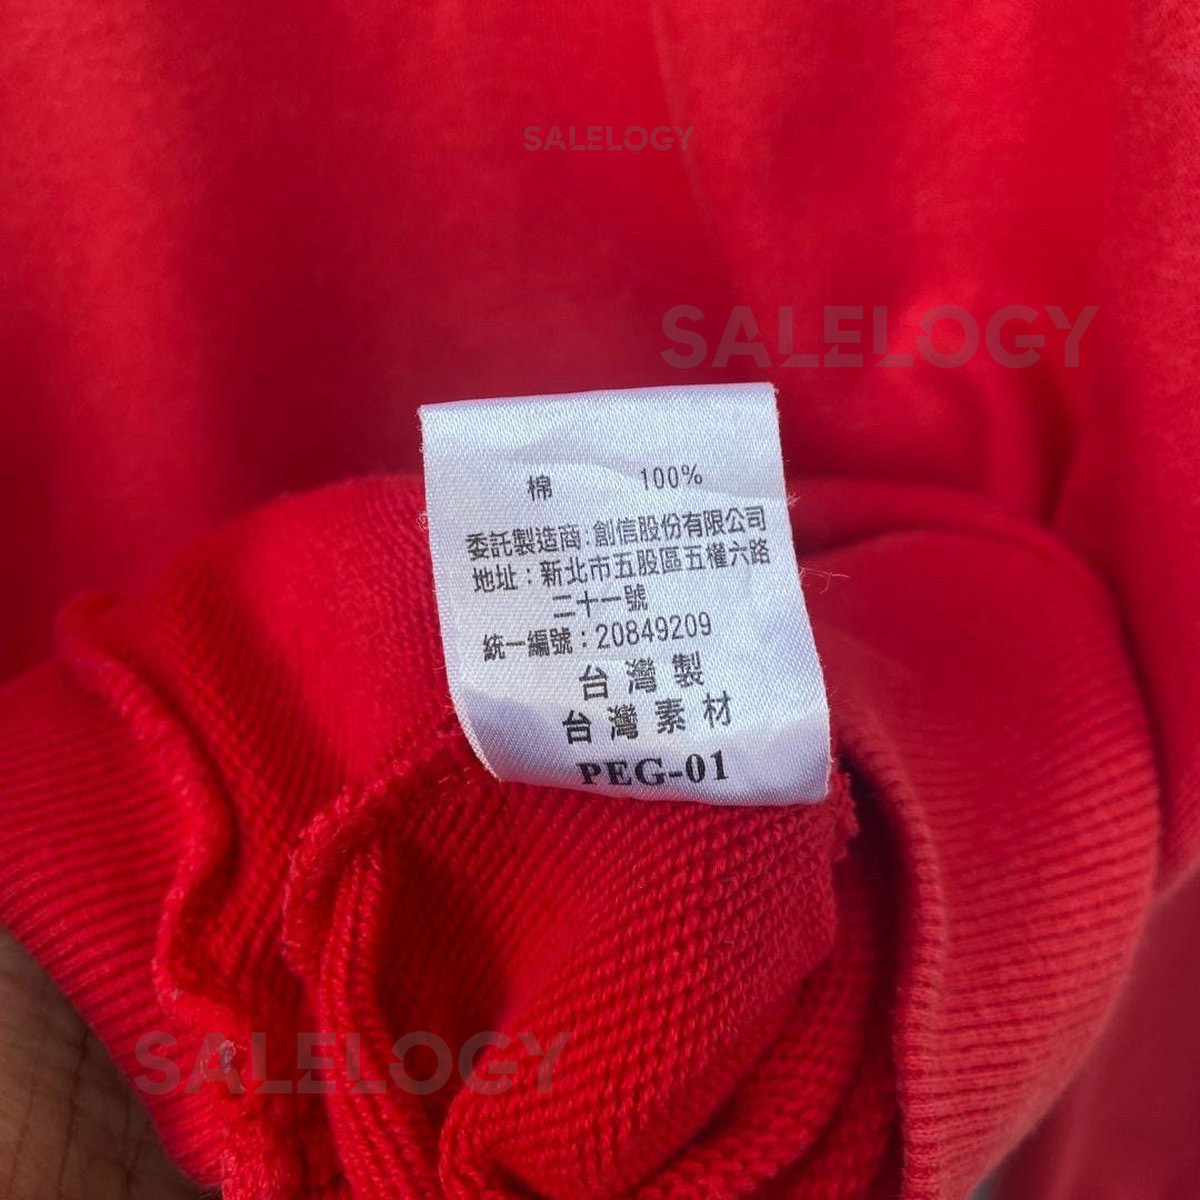 SALELOGY
SALELOGY
棉 100%
委託製造商:創信股份有限公司
地址:新北市五股區五權六路
二十一號
統一編號:20849209
台灣製
台灣素材
PEG-01
SALELOGY